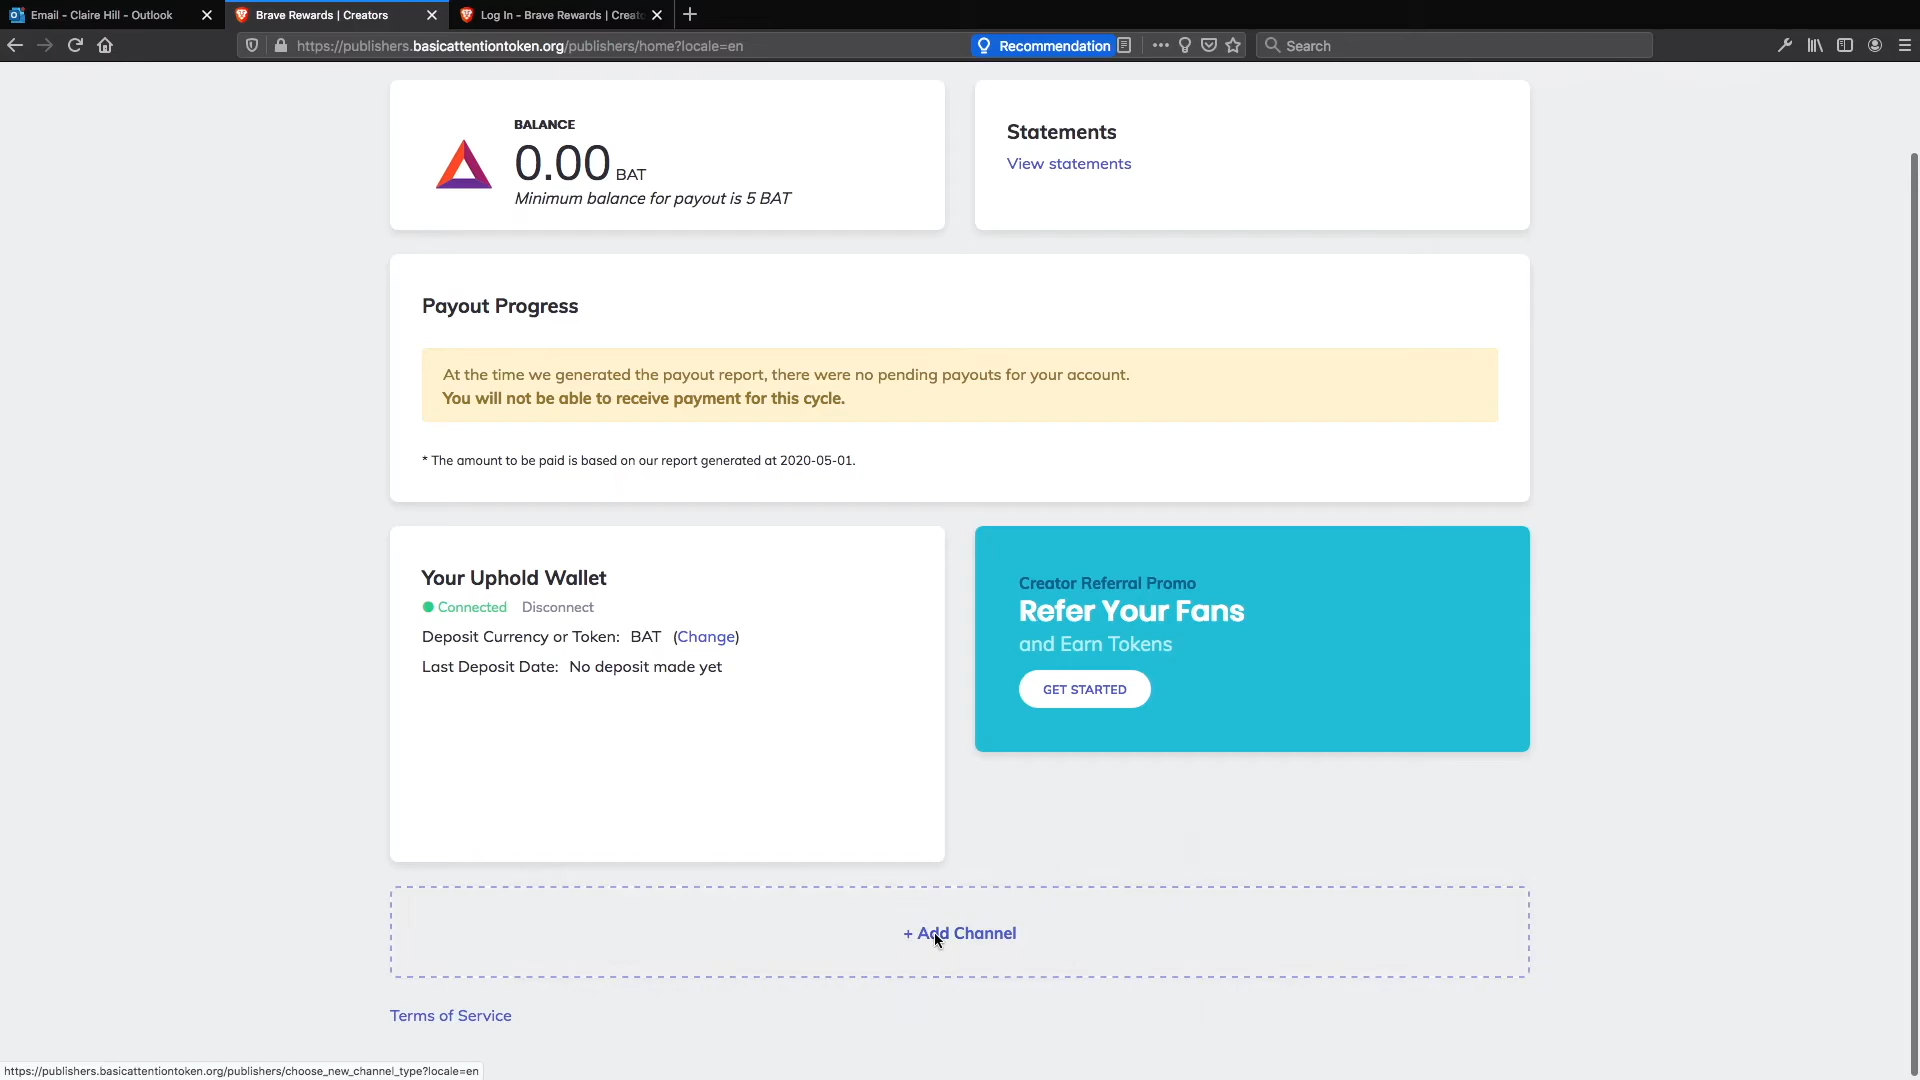 Email - Claire Hill - Outlook
Brave Rewards | Creators
Log In - Brave Rewards | Creato
https://publishers.basicattentiontoken.org/publishers/home?locale=en
Recommendation
Search
BALANCE
0.00 BAT
Minimum balance for payout is 5 BAT
Statements
View statements
Payout Progress
At the time we generated the payout report, there were no pending payouts for your account.
You will not be able to receive payment for this cycle.
* The amount to be paid is based on our report generated at 2020-05-01.
Your Uphold Wallet
Connected Disconnect
Deposit Currency or Token: BAT (Change)
Last Deposit Date: No deposit made yet
Creator Referral Promo
Refer Your Fans
and Earn Tokens
GET STARTED
+ Add Channel
Terms of Service
https://publishers.basicattentiontoken.org/publishers/choose_new_channel_type?locale=en